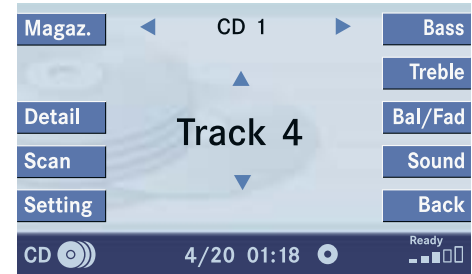 Magaz.
CD 1
Bass
Treble
Detail
Track 4
Bal/Fad
Scan
Sound
Setting
Back
CD
4/20 01:18
Ready